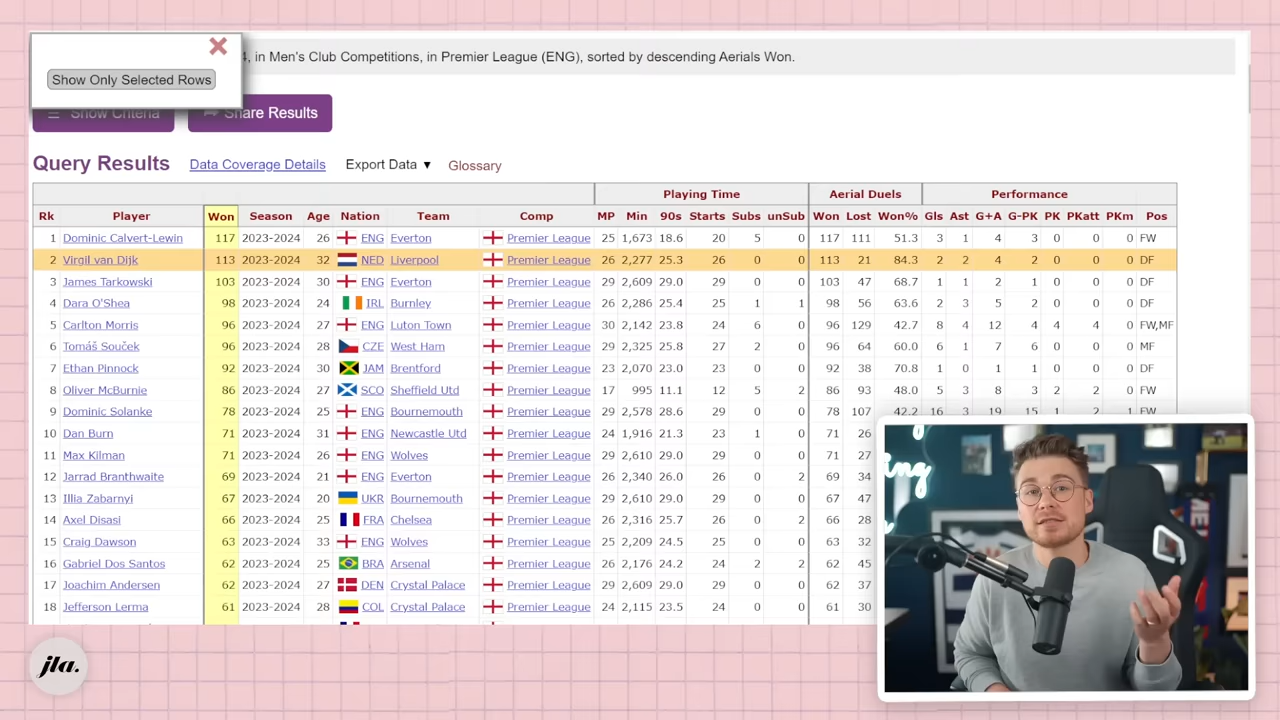 4, in Men's Club Competitions, in Premier League (ENG), sorted by descending Aerials Won.
Show Only Selected Rows
Show Criteria
Share Results
Query Results Data Coverage Details Export Data ▼ Glossary
Playing Time Aerial Duels Performance
Rk Player Won Season Age Nation Team Comp MP Min 90s Starts Subs unSub Won Lost Won% Gls Ast G+A G-PK PK PKatt PKm Pos
1 Dominic Calvert-Lewin 117 2023-2024 26 ENG Everton Premier League 25 1,673 18.6 20 5 0 117 111 51.3 3 1 4 3 0 0 0 FW
2 Virgil van Dijk 113 2023-2024 32 NED Liverpool Premier League 26 2,277 25.3 26 0 0 113 21 84.3 2 2 4 2 0 0 0 DF
3 James Tarkowski 103 2023-2024 30 ENG Everton Premier League 29 2,609 29.0 29 0 0 103 47 68.7 1 1 2 1 0 0 0 DF
4 Dara O'Shea 98 2023-2024 24 IRL Burnley Premier League 26 2,286 25.4 25 1 1 98 56 63.6 2 3 5 2 0 0 0 DF
5 Carlton Morris 96 2023-2024 27 ENG Luton Town Premier League 30 2,142 23.8 24 6 0 96 129 42.7 8 4 12 4 4 4 0 FW,MF
6 Tomáš Souček 96 2023-2024 28 CZE West Ham Premier League 29 2,325 25.8 27 2 0 96 64 60.0 6 1 7 6 0 0 0 MF
7 Ethan Pinnock 92 2023-2024 30 JAM Brentford Premier League 23 2,070 23.0 23 0 0 92 38 70.8 1 0 1 1 0 0 0 DF
8 Oliver McBurnie 86 2023-2024 27 SCO Sheffield Utd Premier League 17 995 11.1 12 5 2 86 93 48.0 5 3 8 3 2 2 0 FW
9 Dominic Solanke 78 2023-2024 25 ENG Bournemouth Premier League 29 2,578 28.6 29 0 0 78 107 42.2 16 3 19 15 1 2 1 FW
10 Dan Burn 71 2023-2024 31 ENG Newcastle Utd Premier League 24 1,916 21.3 23 1 0 71 26
11 Max Kilman 71 2023-2024 26 ENG Wolves Premier League 29 2,610 29.0 29 0 0 71 27
12 Jarrad Branthwaite 69 2023-2024 21 ENG Everton Premier League 26 2,340 26.0 26 0 2 69 34
13 Illia Zabarnyi 67 2023-2024 20 UKR Bournemouth Premier League 29 2,610 29.0 29 0 0 67 47
14 Axel Disasi 66 2023-2024 25 FRA Chelsea Premier League 26 2,316 25.7 26 0 2 66 28
15 Craig Dawson 63 2023-2024 33 ENG Wolves Premier League 25 2,209 24.5 25 0 0 63 32
16 Gabriel Dos Santos 62 2023-2024 25 BRA Arsenal Premier League 26 2,176 24.2 24 2 2 62 45
17 Joachim Andersen 62 2023-2024 27 DEN Crystal Palace Premier League 29 2,609 29.0 29 0 0 62 37
18 Jefferson Lerma 61 2023-2024 28 COL Crystal Palace Premier League 24 2,115 23.5 24 0 0 61 30
jla.